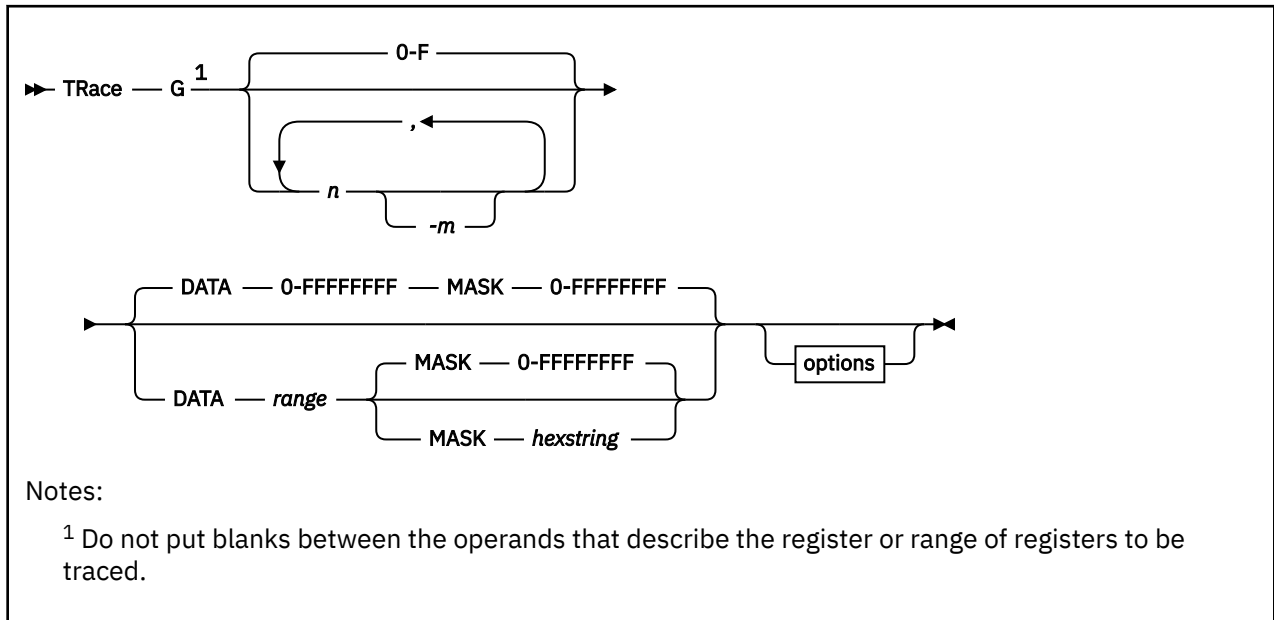 0-F
TRace G 1
,
n
-m
DATA 0-FFFFFFFF MASK 0-FFFFFFFF
MASK 0-FFFFFFFF
options
DATA range
MASK hexstring
Notes:
1 Do not put blanks between the operands that describe the register or range of registers to be
traced.